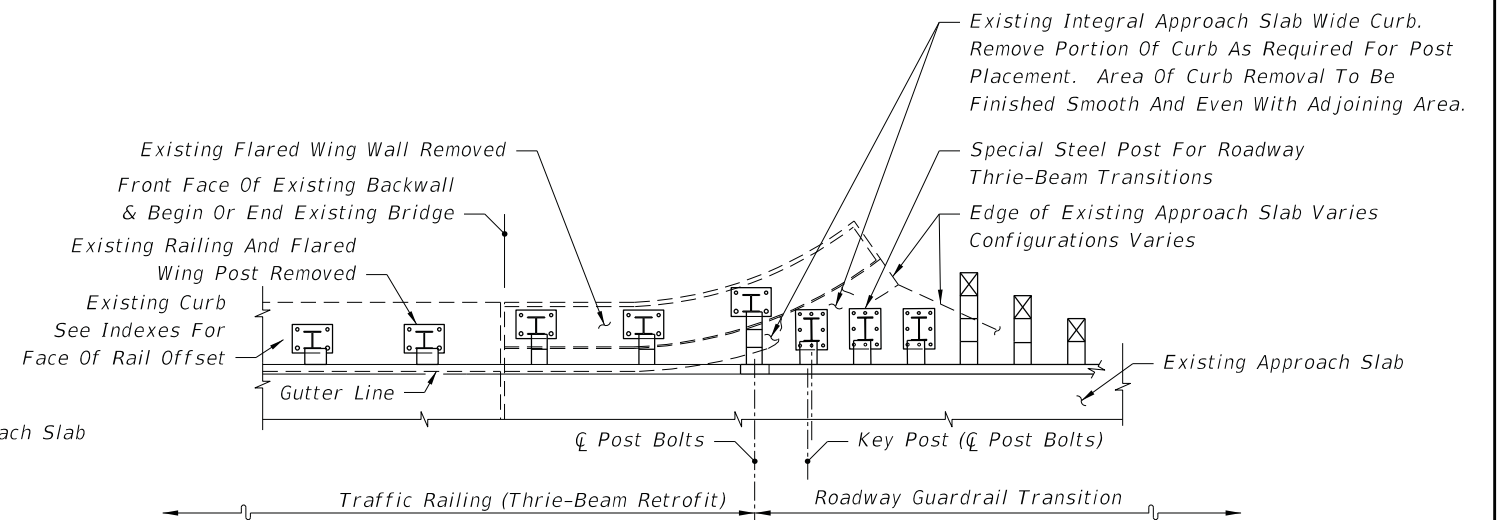 Existing Integral Approach Slab Wide Curb.
Remove Portion Of Curb As Required For Post
Placement. Area Of Curb Removal To Be
Finished Smooth And Even With Adjoining Area.
Existing Flared Wing Wall Removed
Special Steel Post For Roadway
Thrie-Beam Transitions
Front Face Of Existing Backwall
& Begin Or End Existing Bridge
Edge of Existing Approach Slab Varies
Configurations Varies
Existing Railing And Flared
Wing Post Removed
Existing Curb
See Indexes For
Face Of Rail Offset
Existing Approach Slab
Gutter Line
ach Slab
℄ Post Bolts
Key Post (℄ Post Bolts)
Traffic Railing (Thrie-Beam Retrofit)
Roadway Guardrail Transition